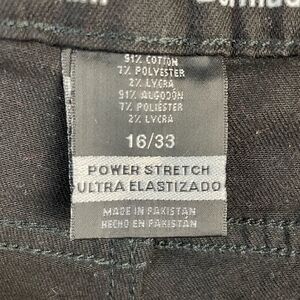 91% COTTON
7% POLYESTER
2% LYCRA
91% ALGODON
7% POLIESTER
2% LYCRA
16/33
POWER STRETCH
ULTRA ELASTIZADO
MADE IN PAKISTAN
HECHO EN PAKISTAN